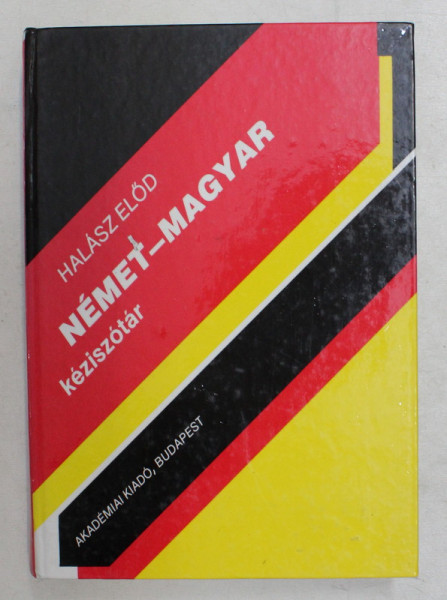 HALÁSZ ELŐD
NÉMET–MAGYAR
kéziszótár
AKADÉMIAI KIADÓ, BUDAPEST